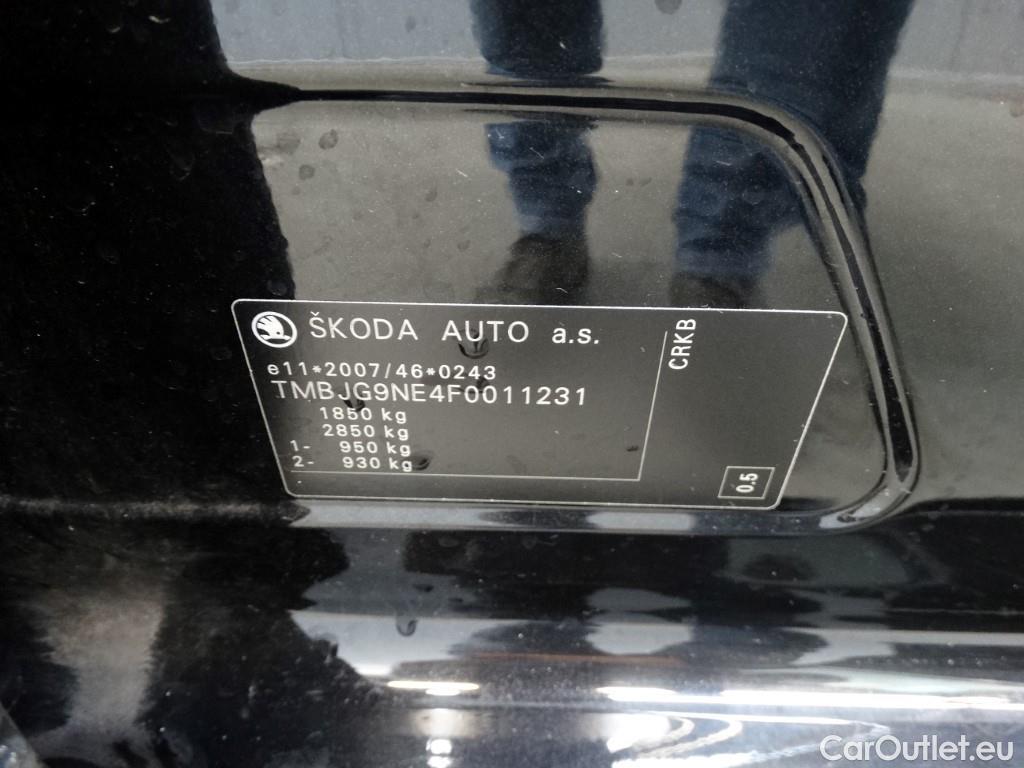 ŠKODA AUTO a.s.
e11*2007/46*0243
TMBJG9NE4F0011231
1850 kg
2850 kg
1- 950 kg
2- 930 kg
CRKB
0.5
CarOutlet.eu